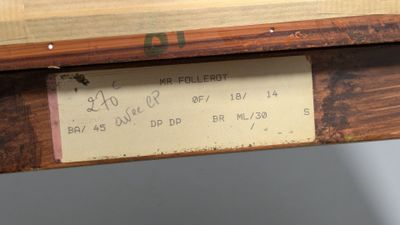 01
MR FOLLEROT
270 €
0F/ 18/ 14
avec CP
BA/ 45 DP DP BR ML/30 S
/